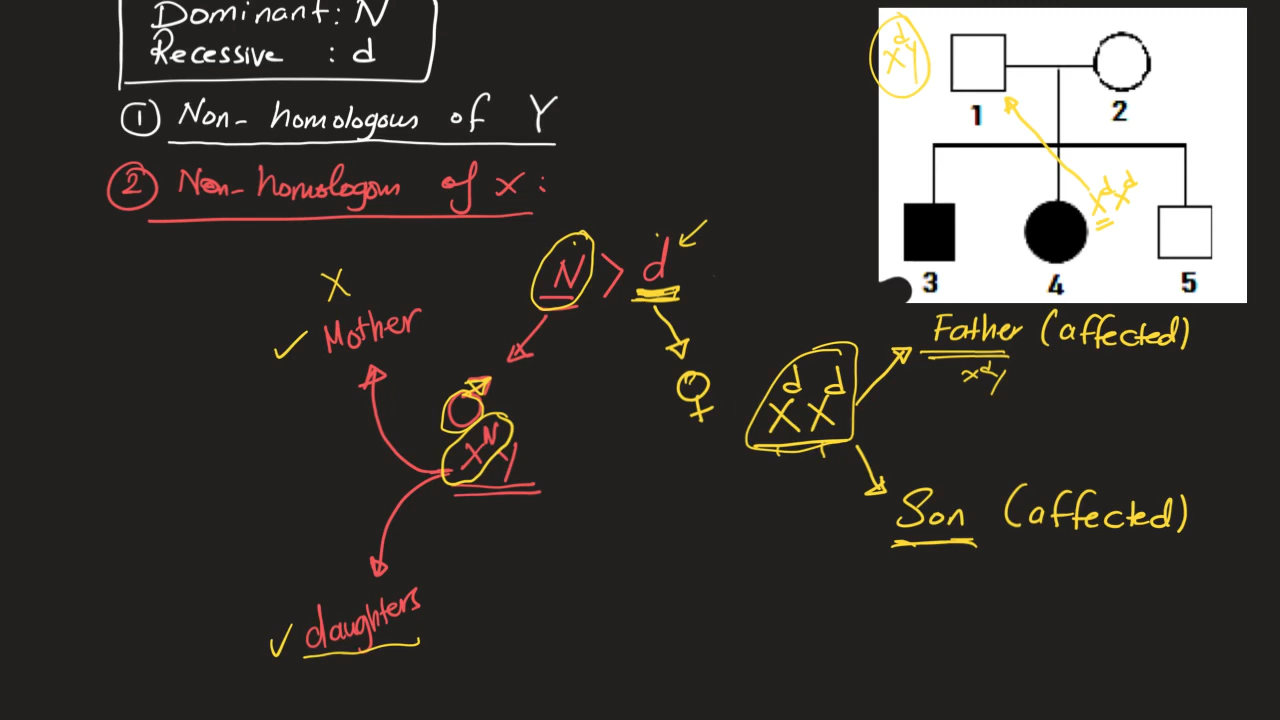 Dominant: N
Recessive : d
① Non-homologous of Y
② Non-homologous of X:
N > d
X
Mother
X^N Y
daughters
X^d X^d
Father (affected)
X^d Y
Son (affected)
X^d Y
1
2
X^d X^d
3
4
5